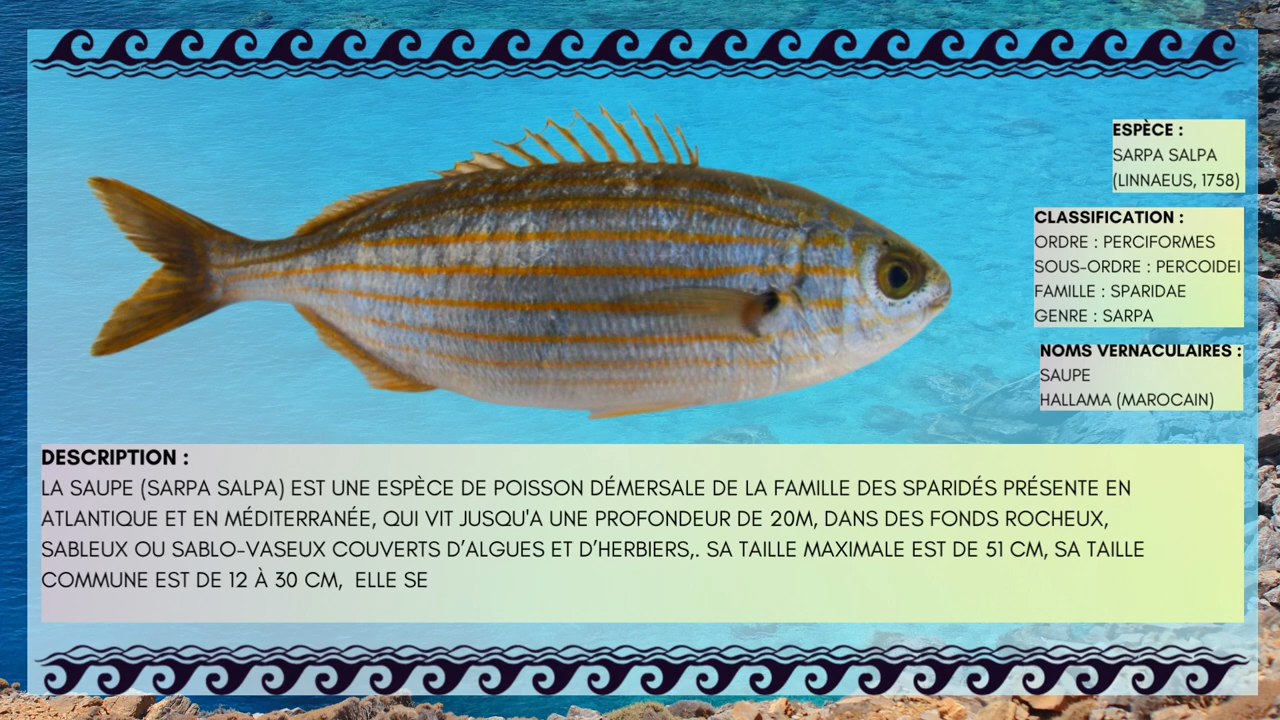 ESPÈCE :
SARPA SALPA
(LINNAEUS, 1758)
CLASSIFICATION :
ORDRE : PERCIFORMES
SOUS-ORDRE : PERCOIDEI
FAMILLE : SPARIDAE
GENRE : SARPA
NOMS VERNACULAIRES :
SAUPE
HALLAMA (MAROCAIN)
DESCRIPTION :
LA SAUPE (SARPA SALPA) EST UNE ESPÈCE DE POISSON DÉMERSALE DE LA FAMILLE DES SPARIDÉS PRÉSENTE EN
ATLANTIQUE ET EN MÉDITERRANÉE, QUI VIT JUSQU'A UNE PROFONDEUR DE 20M, DANS DES FONDS ROCHEUX,
SABLEUX OU SABLO-VASEUX COUVERTS D’ALGUES ET D’HERBIERS,. SA TAILLE MAXIMALE EST DE 51 CM, SA TAILLE
COMMUNE EST DE 12 À 30 CM, ELLE SE